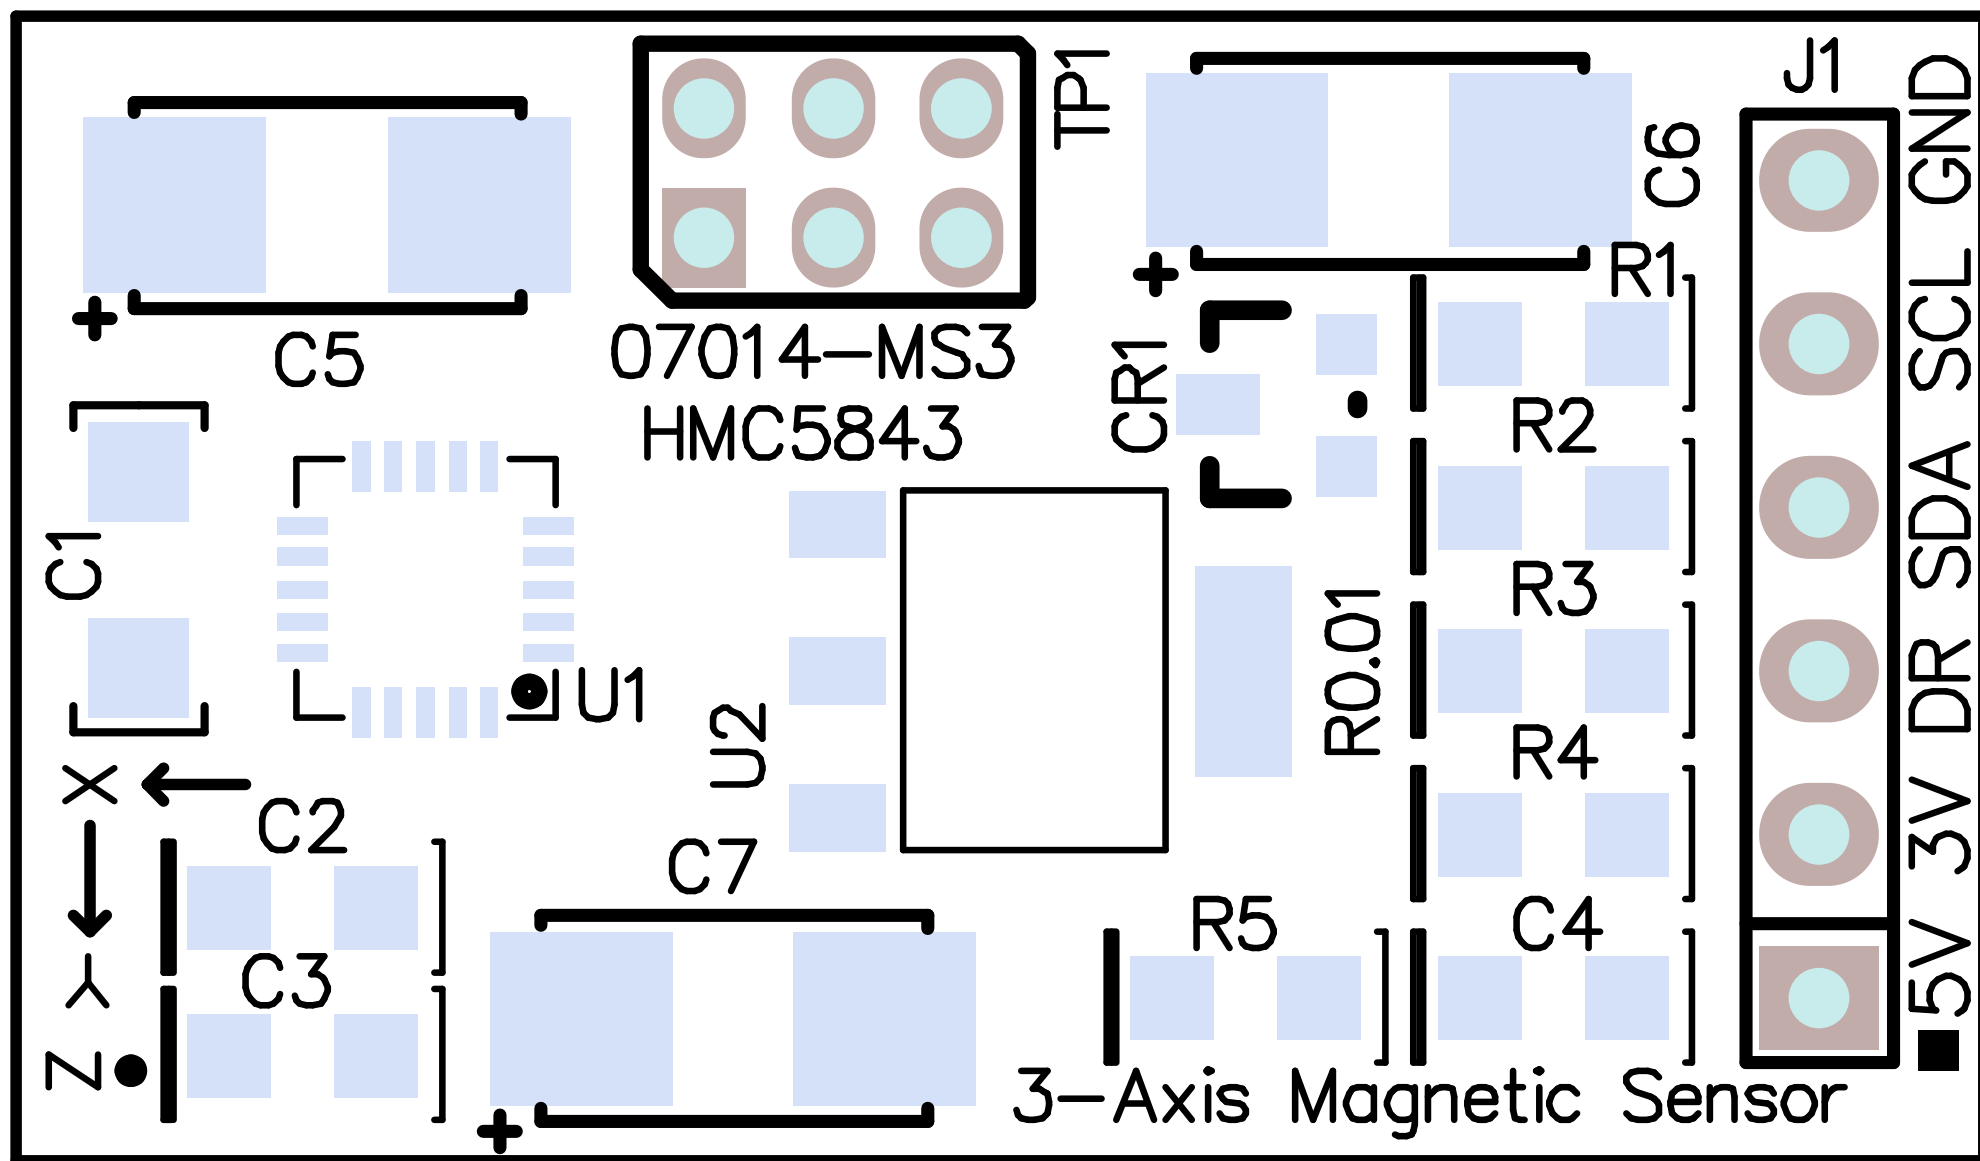 J1
GND
TP1
C6
SCL
R1
07014-MS3
C5
CR1
HMC5843
R2
SDA
C1
R3
R0.01
U1
DR
U2
R4
X
C2
3V
C7
R5
C4
5V
Y
C3
Z
3-Axis Magnetic Sensor
+
+
+